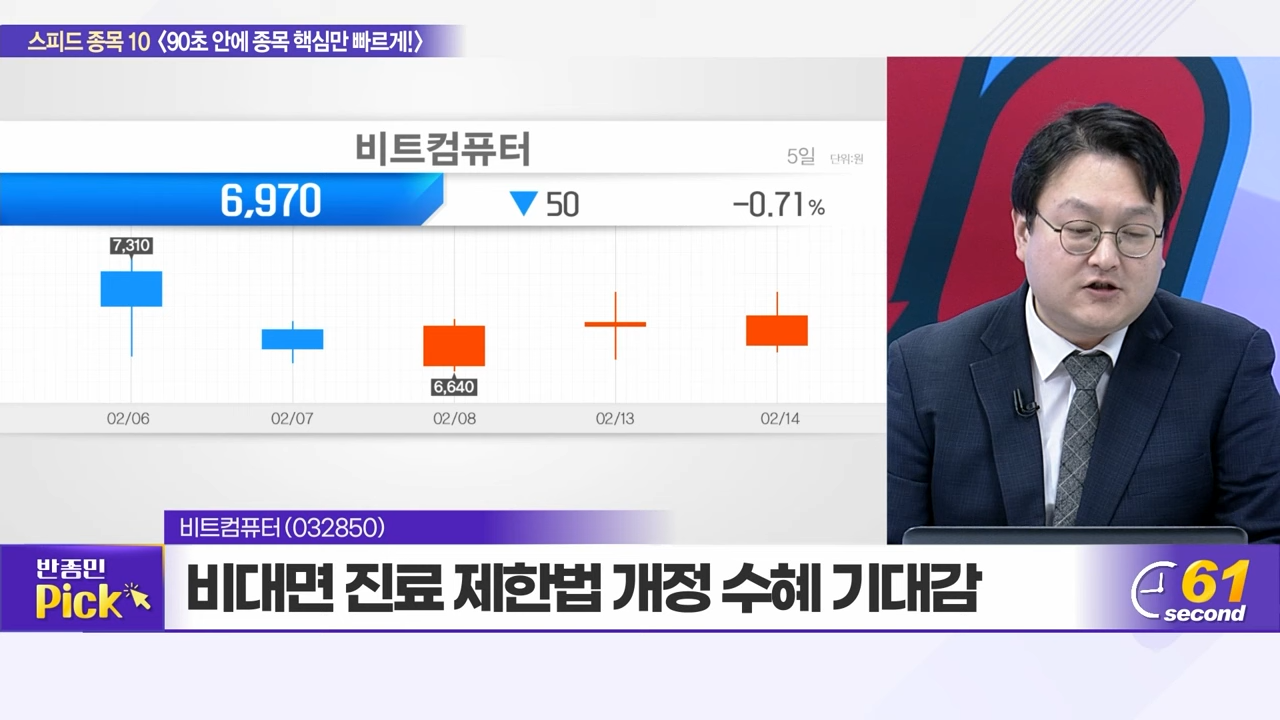 스피드 종목 10 〈90초 안에 종목 핵심만 빠르게!〉
비트컴퓨터
5일 단위:원
6,970 ▼50 -0.71%
7,310
6,640
02/06 02/07 02/08 02/13 02/14
비트컴퓨터(032850)
반종민
Pick
비대면 진료 제한법 개정 수혜 기대감
61
second